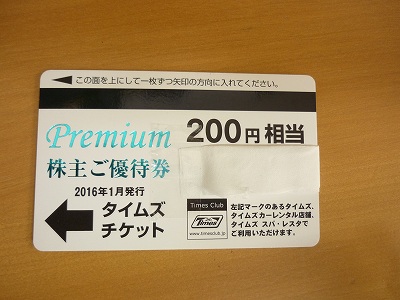 この面を上にして一枚ずつ矢印の方向に入れてください。
Premium 200円相当
株主ご優待券
2016年1月発行
タイムズ
チケット
Times Club
Times
www.timesclub.jp
左記マークのあるタイムズ、
タイムズカーレンタル店舗、
タイムズ スパ・レスタで
ご利用いただけます。